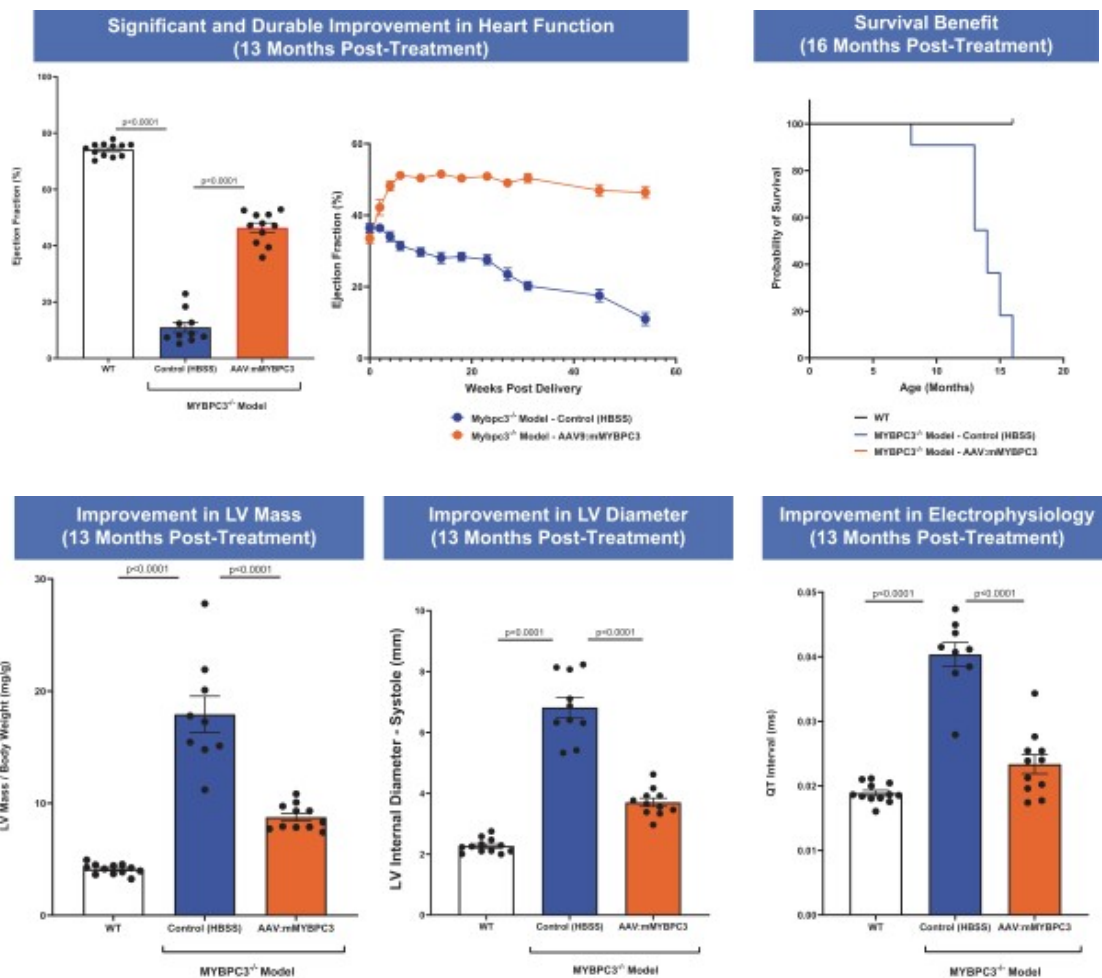 Significant and Durable Improvement in Heart Function
(13 Months Post-Treatment)
Survival Benefit
(16 Months Post-Treatment)
Ejection Fraction (%)
100
80
60
40
20
0
p<0.0001
p<0.0001
WT
Control (HBSS)
AAV:mMYBPC3
MYBPC3-/- Model
Ejection Fraction (%)
60
40
20
0
0
20
40
60
Weeks Post Delivery
Mybpc3-/- Model - Control (HBSS)
Mybpc3-/- Model - AAV9:mMYBPC3
Probability of Survival
100
80
60
40
20
0
0
5
10
15
20
Age (Months)
WT
MYBPC3-/- Model - Control (HBSS)
MYBPC3-/- Model - AAV:mMYBPC3
Improvement in LV Mass
(13 Months Post-Treatment)
Improvement in LV Diameter
(13 Months Post-Treatment)
Improvement in Electrophysiology
(13 Months Post-Treatment)
LV Mass / Body Weight (mg/g)
30
20
10
0
p<0.0001
p<0.0001
WT
Control (HBSS)
AAV:mMYBPC3
MYBPC3-/- Model
LV Internal Diameter - Systole (mm)
10
8
6
4
2
0
p<0.0001
p<0.0001
WT
Control (HBSS)
AAV:mMYBPC3
MYBPC3-/- Model
QT Interval (ms)
0.05
0.04
0.03
0.02
0.01
0.00
p<0.0001
p<0.0001
WT
Control (HBSS)
AAV:mMYBPC3
MYBPC3-/- Model